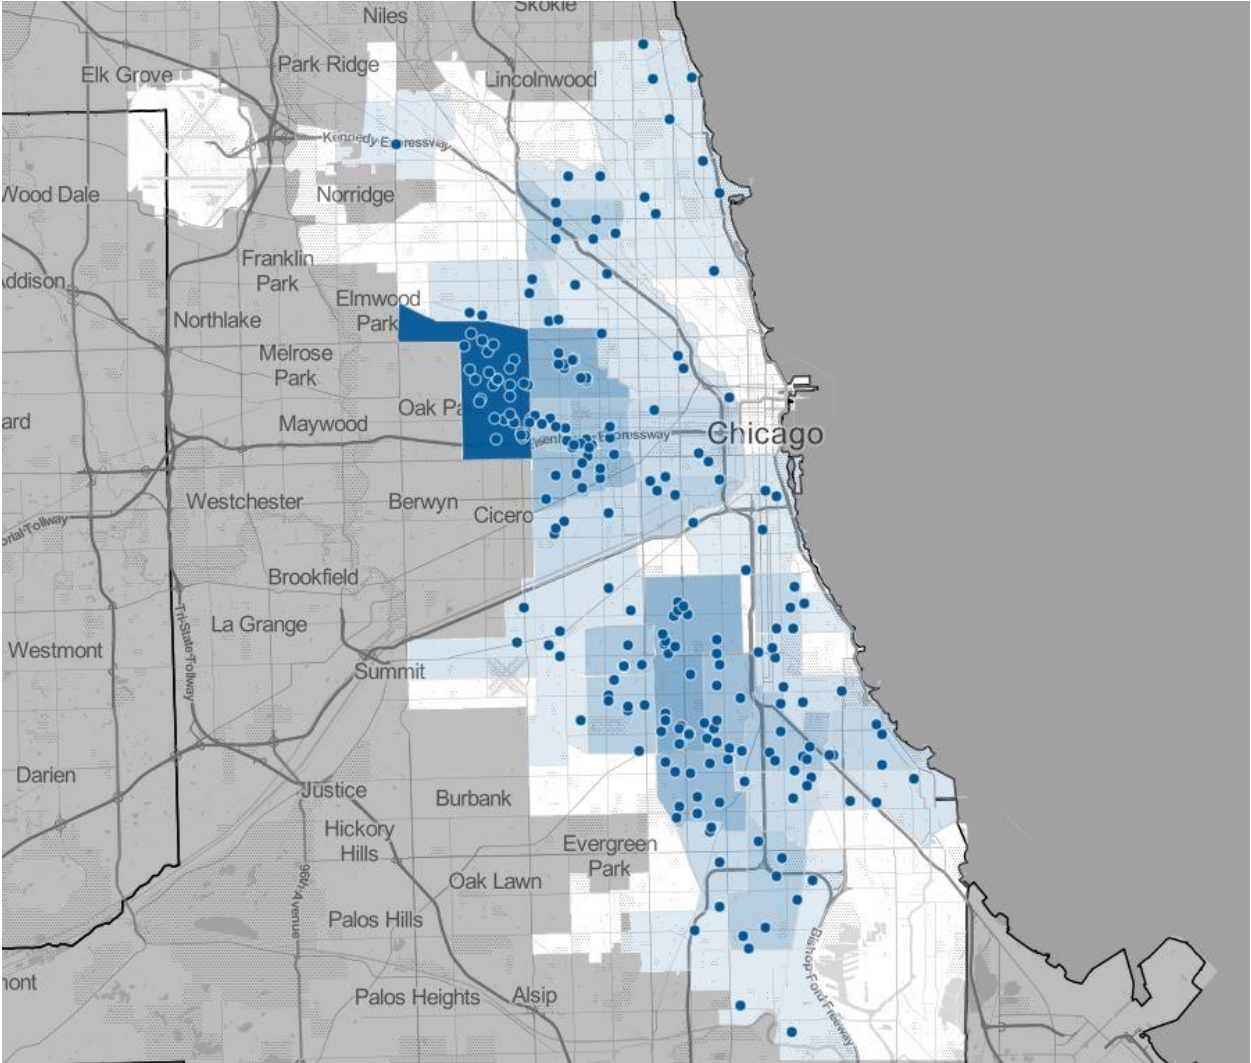 Niles
Skokie
Elk Grove
Park Ridge
Lincolnwood
Kennedy Expressway
Wood Dale
Norridge
Franklin
Park
Addison
Elmwood
Park
Northlake
Melrose
Park
Oak Pa
ard
Maywood
Eisenh
Expressway
Chicago
Westchester
Berwyn
Cicero
orial-Tollway
Brookfield
La Grange
Tri-State-Tollway
Westmont
Summit
Darien
Justice
Burbank
Hickory
Hills
Evergreen
Park
Oak Lawn
96th-Avenue
Palos Hills
Bishop-Ford-Freeway
mont
Palos Heights
Alsip